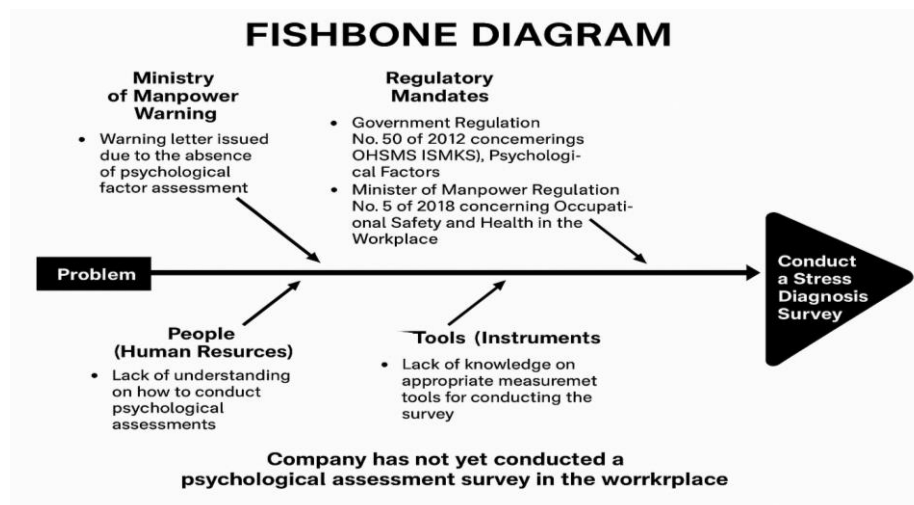 FISHBONE DIAGRAM
Ministry
of Manpower
Warning
• Warning letter issued
due to the absence
of psychological
factor assessment
Regulatory
Mandates
• Government Regulation
No. 50 of 2012 concemerings
OHSMS ISMKS), Psychologi-
cal Factors
• Minister of Manpower Regulation
No. 5 of 2018 concerning Occupati-
onal Safety and Health in the
Workplace
Problem
Conduct
a Stress
Diagnosis
Survey
People
(Human Resurces)
• Lack of understanding
on how to conduct
psychological
assessments
Tools (Instruments
• Lack of knowledge on
appropriate measuremet
tools for conducting the
survey
Company has not yet conducted a
psychological assessment survey in the worrkrplace